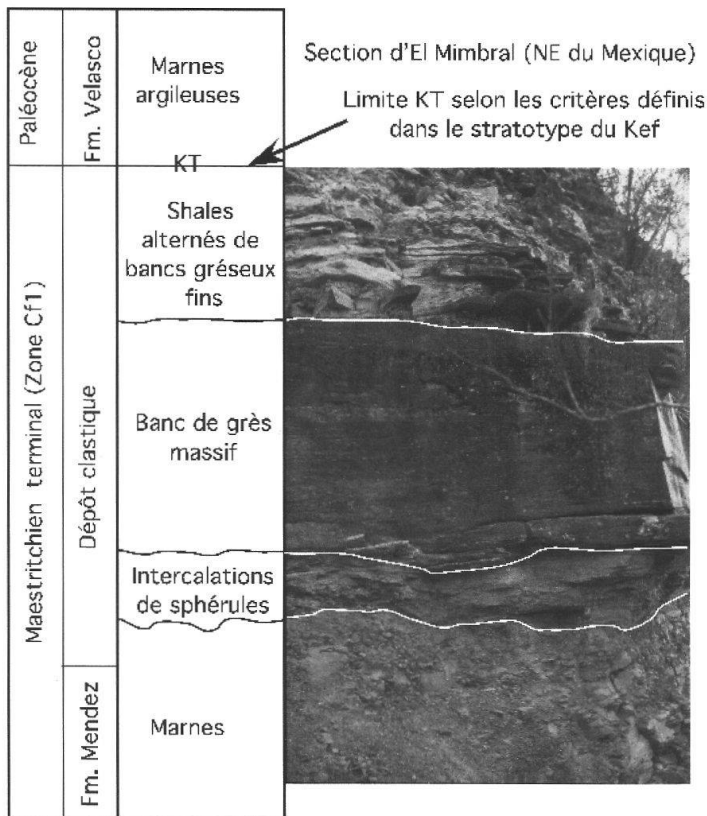 Section d'El Mimbral (NE du Mexique)
Limite KT selon les critères définis
dans le stratotype du Kef
Paléocène
Maestritchien terminal (Zone Cf1)
Fm. Velasco
Dépôt clastique
Fm. Mendez
Marnes
argileuses
KT
Shales
alternés de
bancs gréseux
fins
Banc de grès
massif
Intercalations
de sphérules
Marnes